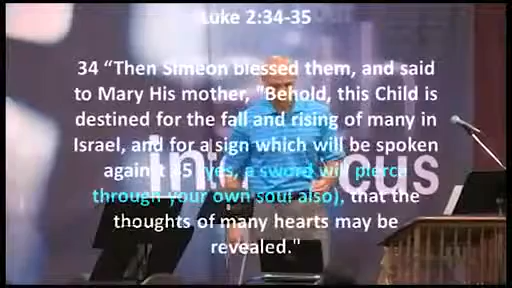 Luke 2:34-35
34 “Then Simeon blessed them, and said
to Mary His mother, "Behold, this Child is
destined for the fall and rising of many in
Israel, and for a sign which will be spoken
against 35 (yes, a sword will pierce
through your own soul also), that the
thoughts of many hearts may be
revealed."